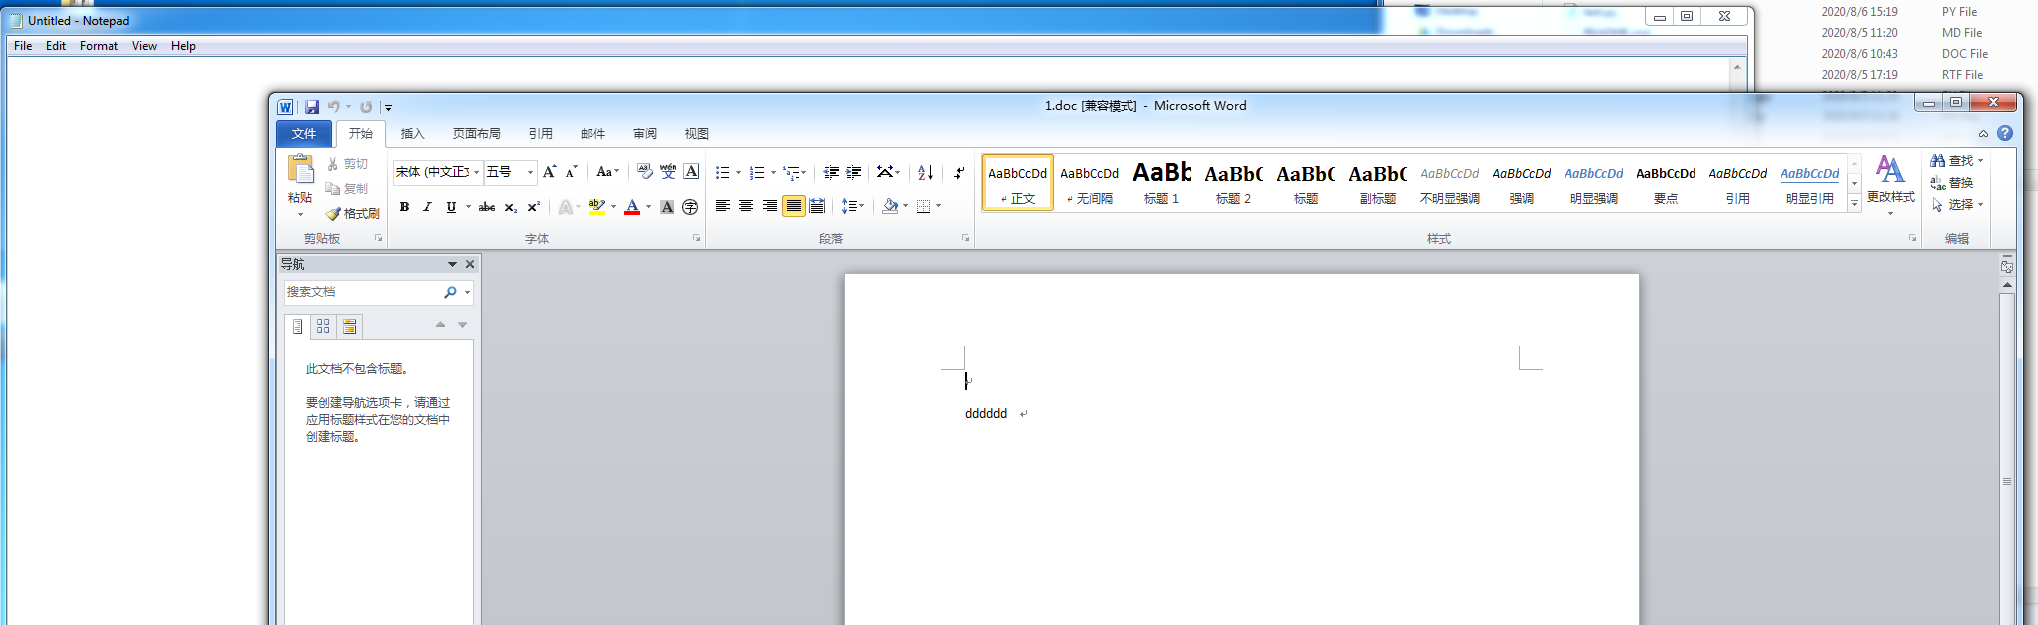 Untitled - Notepad
File Edit Format View Help
2020/8/6 15:19 PY File
2020/8/5 11:20 MD File
2020/8/6 10:43 DOC File
2020/8/5 17:19 RTF File
1.doc [兼容模式] - Microsoft Word
文件 开始 插入 页面布局 引用 邮件 审阅 视图
粘贴
剪切
复制
格式刷
剪贴板
宋体 (中文正文 五号
字体
段落
AaBbCcDd AaBbCcDd AaBb AaBbC AaBbC AaBbC AaBbCcDd AaBbCcDd AaBbCcDd AaBbCcDd AaBbCcDd AaBbCcDd
正文 无间隔 标题 1 标题 2 标题 副标题 不明显强调 强调 明显强调 要点 引用 明显引用
样式
更改样式
查找
替换
选择
编辑
导航
搜索文档
此文档不包含标题。
要创建导航选项卡，请通过
应用标题样式在您的文档中
创建标题。
dddddd